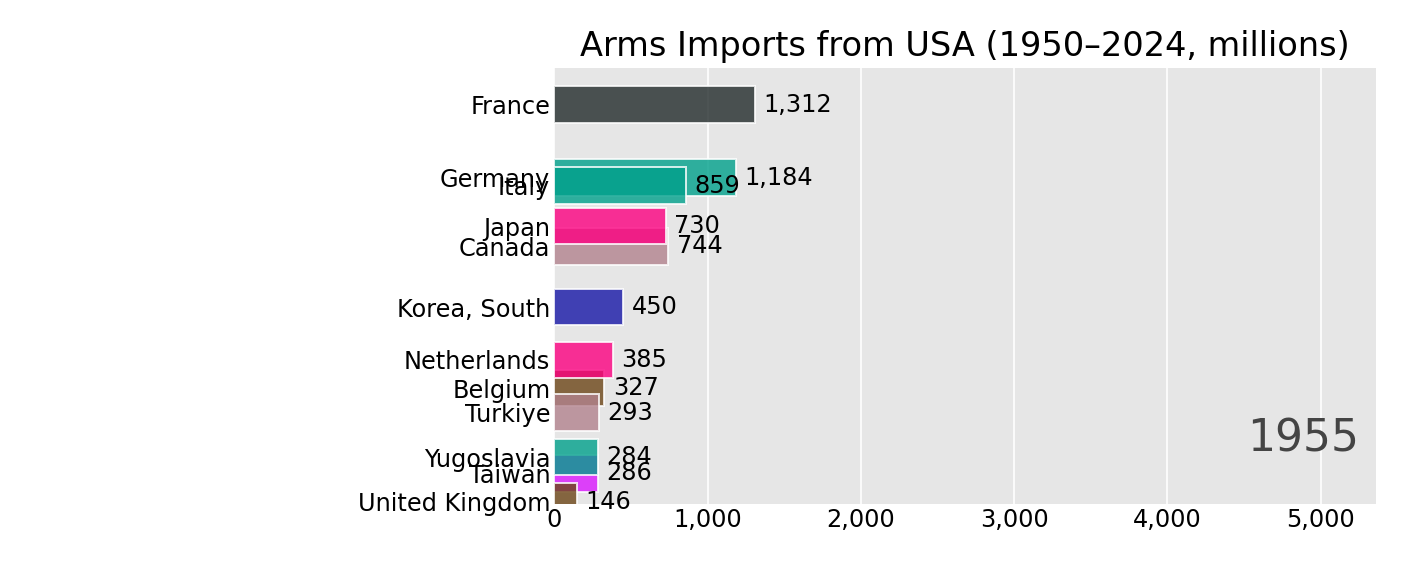 Arms Imports from USA (1950–2024, millions)
France 1,312
Germany 1,184
Italy 859
Japan 730
Canada 744
Korea, South 450
Netherlands 385
Belgium 327
Turkiye 293
1955
Yugoslavia 284
Taiwan 286
United Kingdom 146
0 1,000 2,000 3,000 4,000 5,000